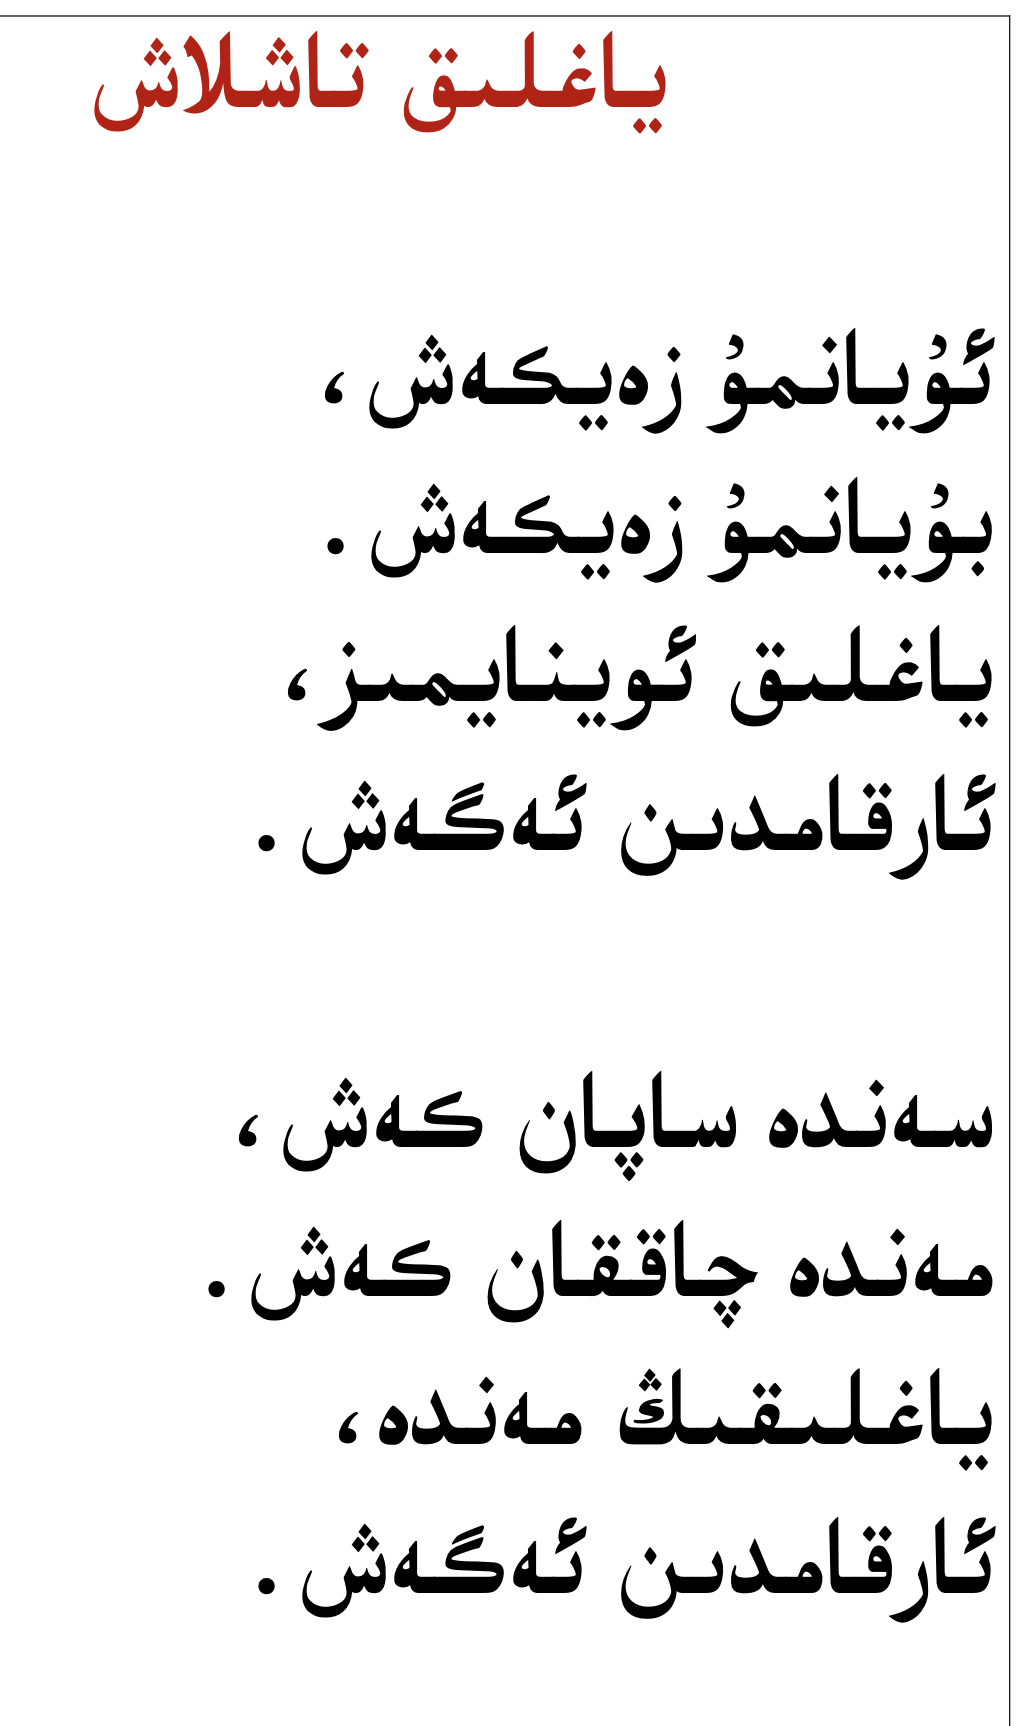 ياغلىق تاشلاش
ئۇيانمۇ زەيكەش،
بۇيانمۇ زەيكەش.
ياغلىق ئوينايمىز،
ئارقامدىن ئەگەش.
سەندە ساپان كەش،
مەندە چاققان كەش.
ياغلىقىڭ مەندە،
ئارقامدىن ئەگەش.